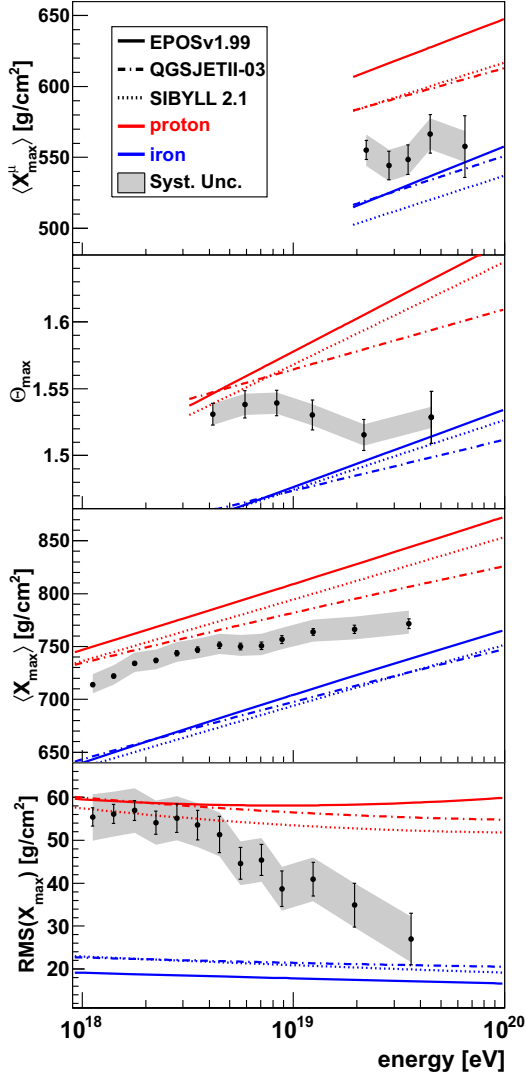 650
600
550
500
⟨X^μ_max⟩ [g/cm²]
EPOSv1.99
QGSJETII-03
SIBYLL 2.1
proton
iron
Syst. Unc.
1.6
1.55
1.5
Θ_max
850
800
750
700
650
⟨X_max⟩ [g/cm²]
60
50
40
30
20
RMS(X_max) [g/cm²]
10^18
10^19
10^20
energy [eV]